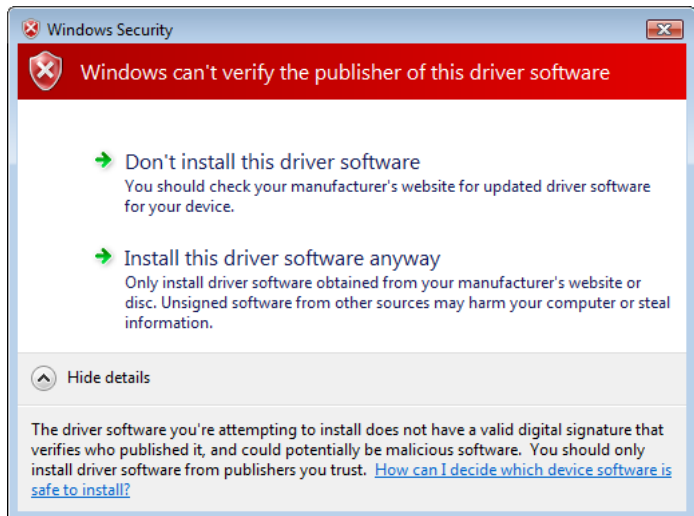 Windows Security
Windows can't verify the publisher of this driver software
Don't install this driver software
You should check your manufacturer's website for updated driver software
for your device.
Install this driver software anyway
Only install driver software obtained from your manufacturer's website or
disc. Unsigned software from other sources may harm your computer or steal
information.
Hide details
The driver software you're attempting to install does not have a valid digital signature that
verifies who published it, and could potentially be malicious software.  You should only
install driver software from publishers you trust.  How can I decide which device software is
safe to install?